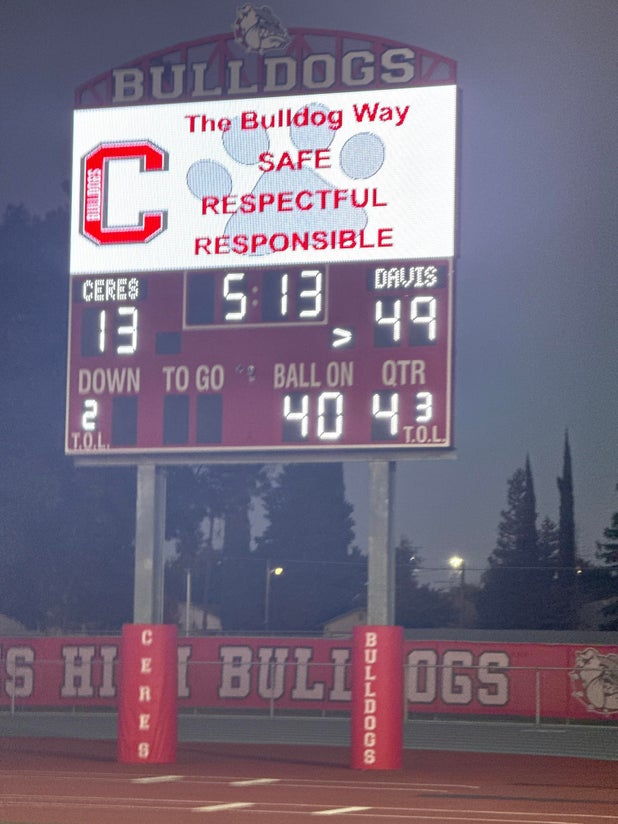 BULLDOGS
The Bulldog Way
SAFE
RESPECTFUL
RESPONSIBLE
C
BULLDOGS
CERES 5:13 DAVIS
13 > 49
DOWN TO GO BALL ON QTR
2 40 4 3
T.O.L. T.O.L.
HIGH BULLDOGS
CERES
BULLDOGS